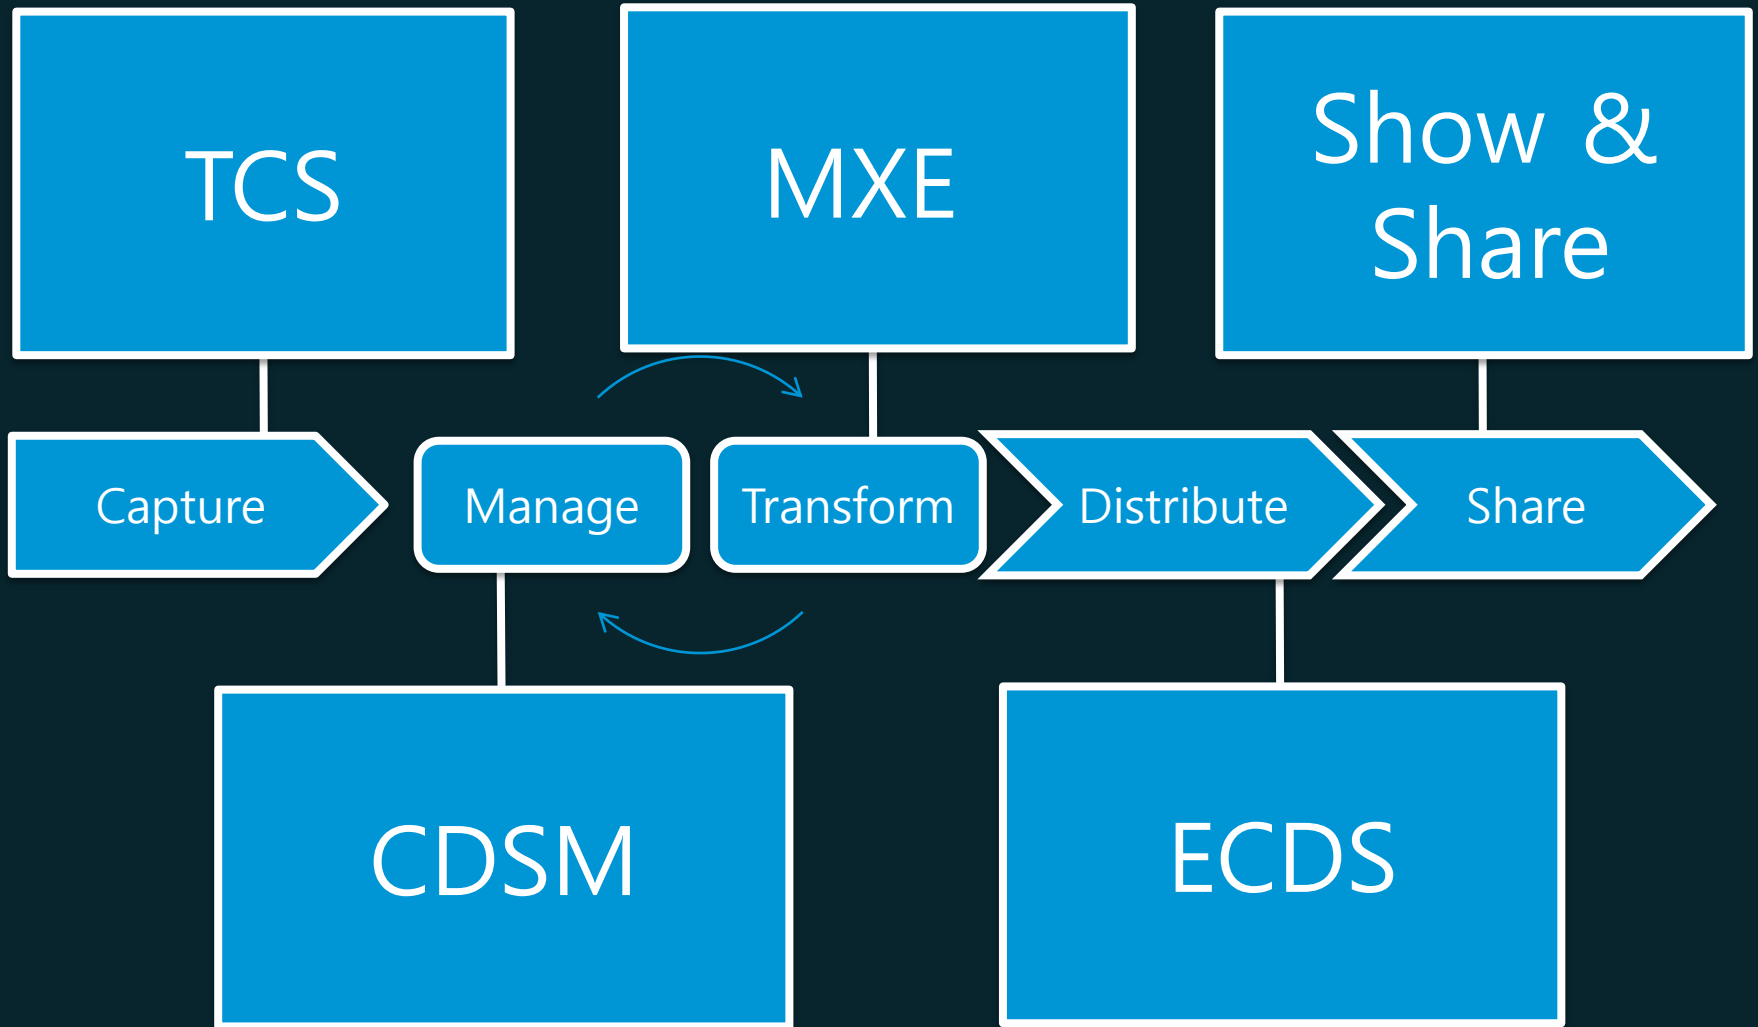 TCS
MXE
Show &
Share
Capture
Manage
Transform
Distribute
Share
CDSM
ECDS